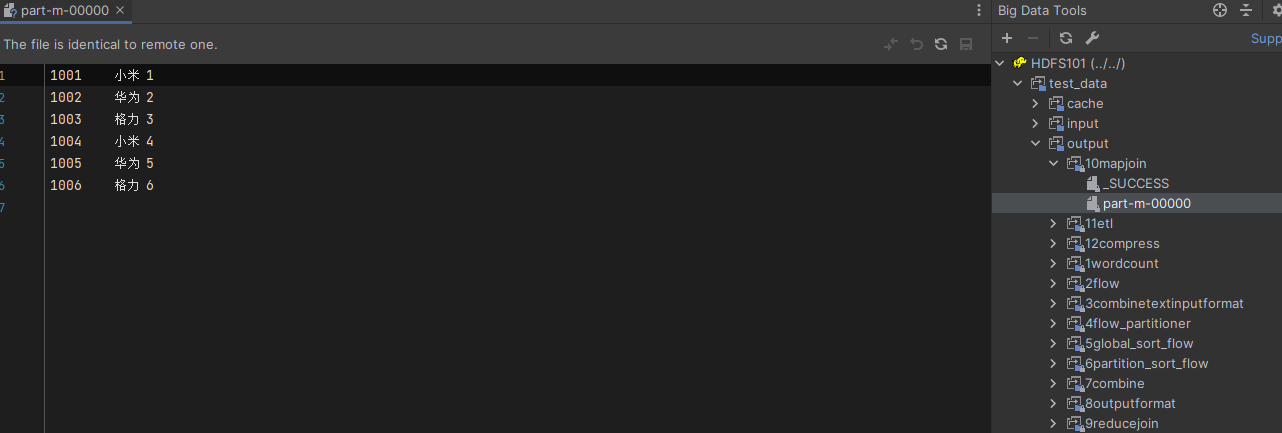 part-m-00000
The file is identical to remote one.
1 1001 小米 1
2 1002 华为 2
3 1003 格力 3
4 1004 小米 4
5 1005 华为 5
6 1006 格力 6
7
Big Data Tools
Supp
HDFS101 (../../)
test_data
cache
input
output
10mapjoin
_SUCCESS
part-m-00000
11etl
12compress
1wordcount
2flow
3combinetextinputformat
4flow_partitioner
5global_sort_flow
6partition_sort_flow
7combine
8outputformat
9reducejoin